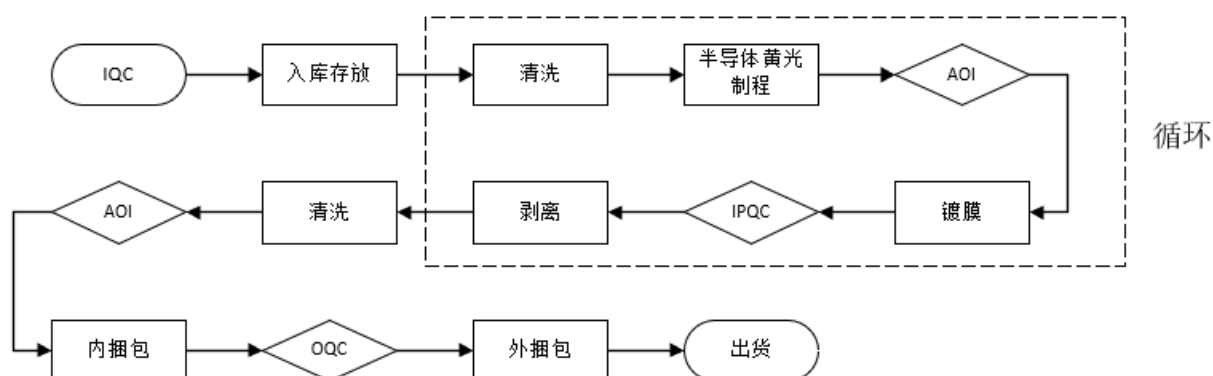 IQC
入库存放
清洗
半导体黄光
制程
AOI
循环
AOI
清洗
剥离
IPQC
镀膜
内捆包
OQC
外捆包
出货